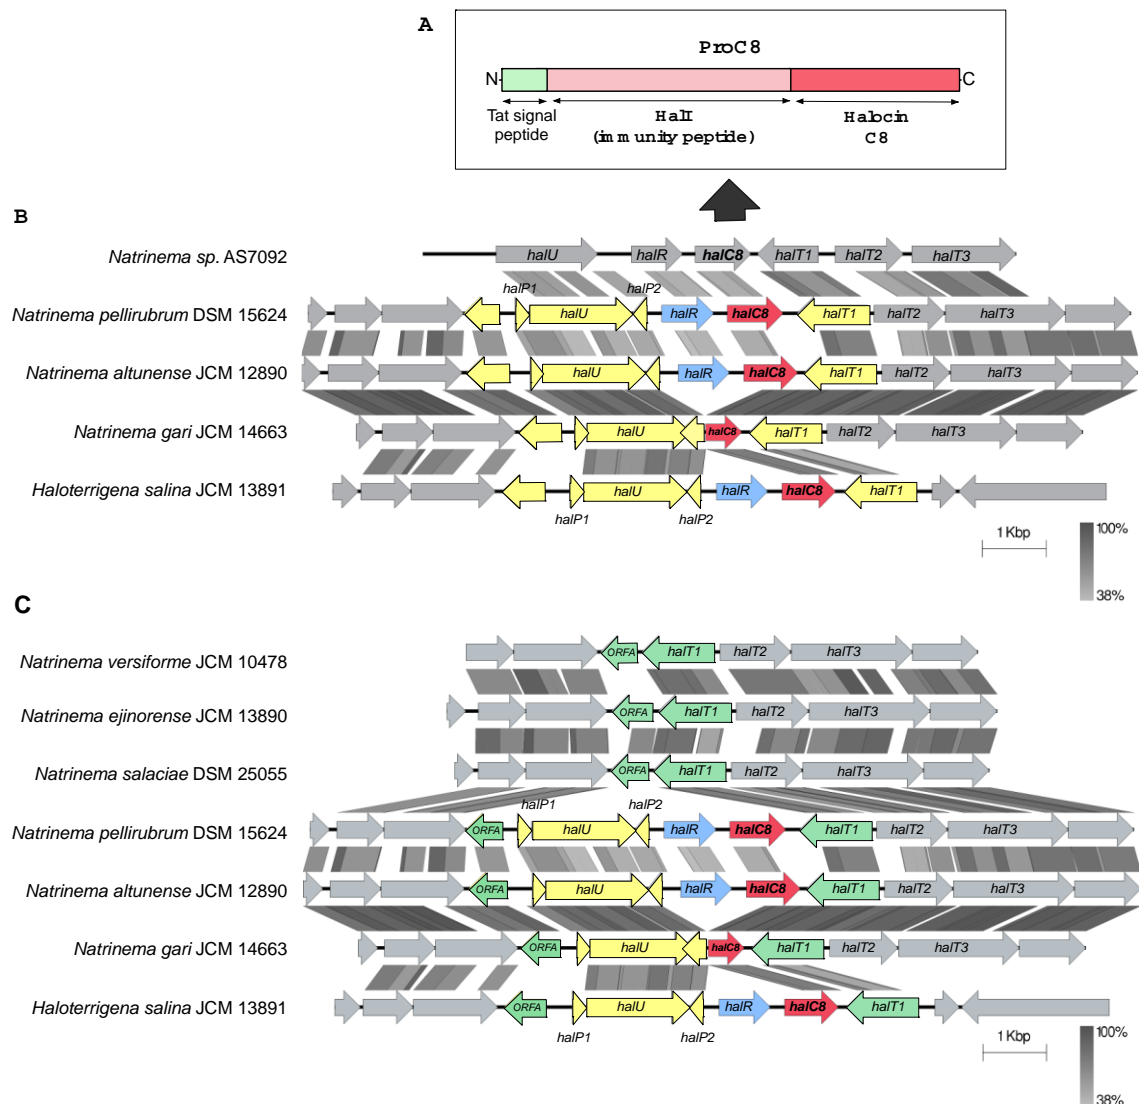 A
ProC8
N
C
Tat signal
peptide
HalI
(immunity peptide)
Halocin
C8
B
Natrinema sp. AS7092
halU halR halC8 halT1 halT2 halT3
halP1 halP2
Natrinema pellirubrum DSM 15624
halU halR halC8 halT1 halT2 halT3
Natrinema altunense JCM 12890
halU halR halC8 halT1 halT2 halT3
Natrinema gari JCM 14663
halU halC8 halT1 halT2 halT3
Haloterrigena salina JCM 13891
halU halR halC8 halT1
halP1 halP2
1 Kbp
100%
38%
C
Natrinema versiforme JCM 10478
ORFA halT1 halT2 halT3
Natrinema ejinorense JCM 13890
ORFA halT1 halT2 halT3
Natrinema salaciae DSM 25055
ORFA halT1 halT2 halT3
halP1 halP2
Natrinema pellirubrum DSM 15624
ORFA halU halR halC8 halT1 halT2 halT3
Natrinema altunense JCM 12890
ORFA halU halR halC8 halT1 halT2 halT3
Natrinema gari JCM 14663
ORFA halU halC8 halT1 halT2 halT3
Haloterrigena salina JCM 13891
ORFA halU halR halC8 halT1
halP1 halP2
1 Kbp
100%
38%